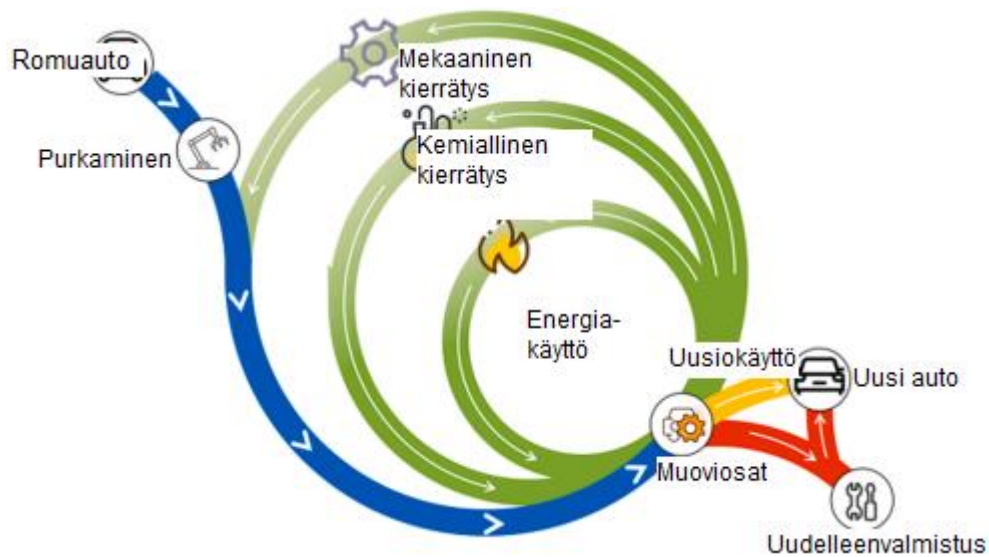 Romuauto
Mekaaninen
kierrätys
Purkaminen
Kemiallinen
kierrätys
Energia-
käyttö
Uusiokäyttö
Uusi auto
Muoviosat
Uudelleenvalmistus